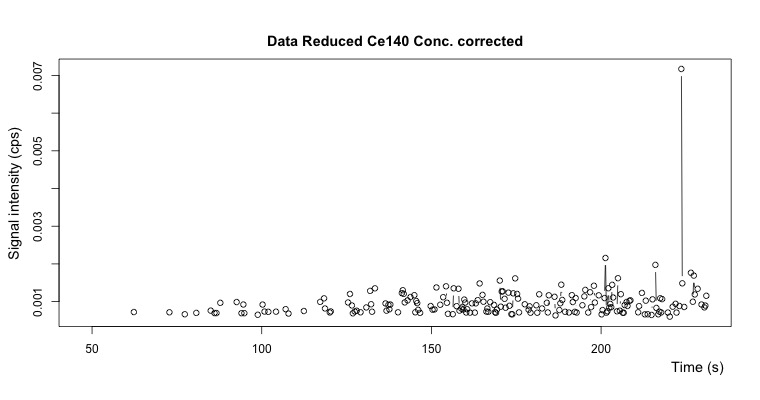 Data Reduced Ce140 Conc. corrected
Signal intensity (cps)
0.007
0.005
0.003
0.001
50
100
150
200
Time (s)